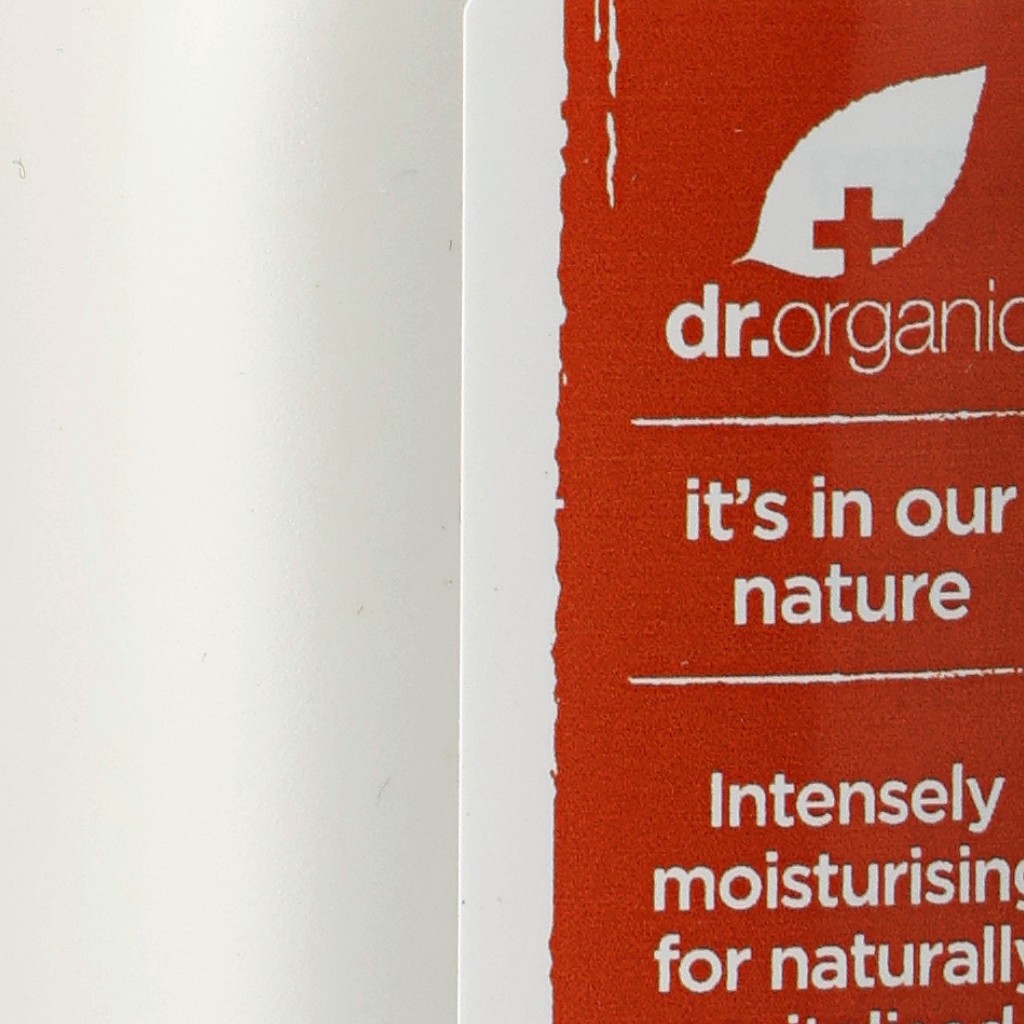 dr.organic
it's in our
nature
Intensely
moisturising
for naturally